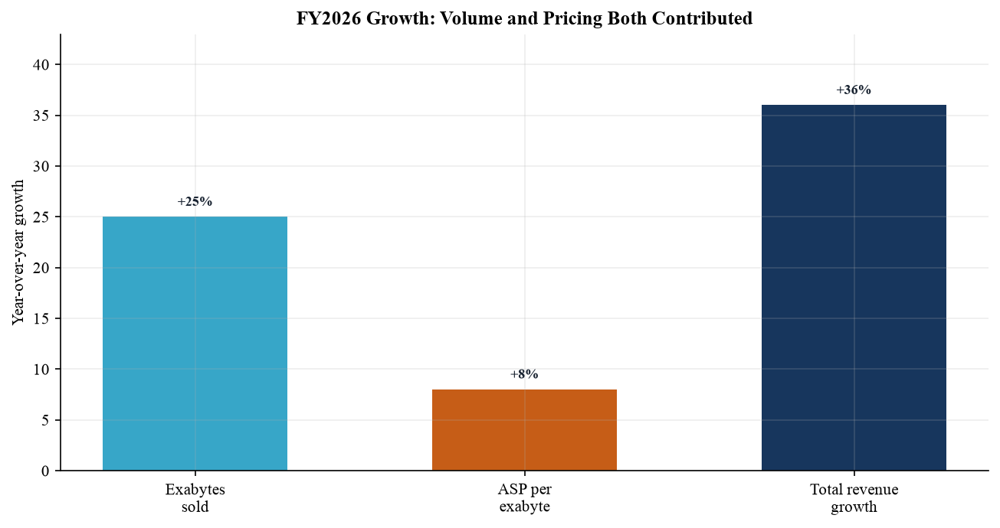 FY2026 Growth: Volume and Pricing Both Contributed
Year-over-year growth
40
35
30
25
20
15
10
5
0
+25%
+8%
+36%
Exabytes
sold
ASP per
exabyte
Total revenue
growth